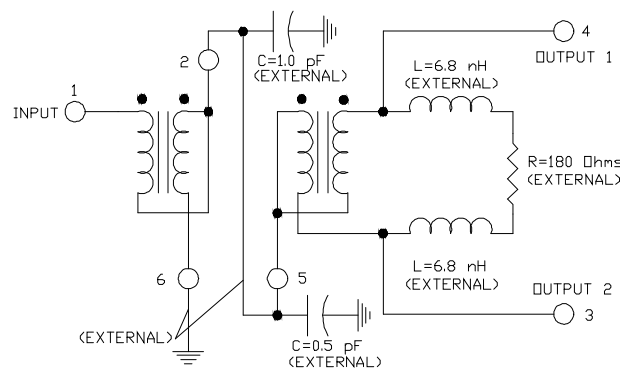 4
OUTPUT 1
C=1.0 pF
(EXTERNAL)
2
L=6.8 nH
(EXTERNAL)
1
INPUT
R=180 Ohms
(EXTERNAL)
6
5
L=6.8 nH
(EXTERNAL)
OUTPUT 2
3
(EXTERNAL)
C=0.5 pF
(EXTERNAL)